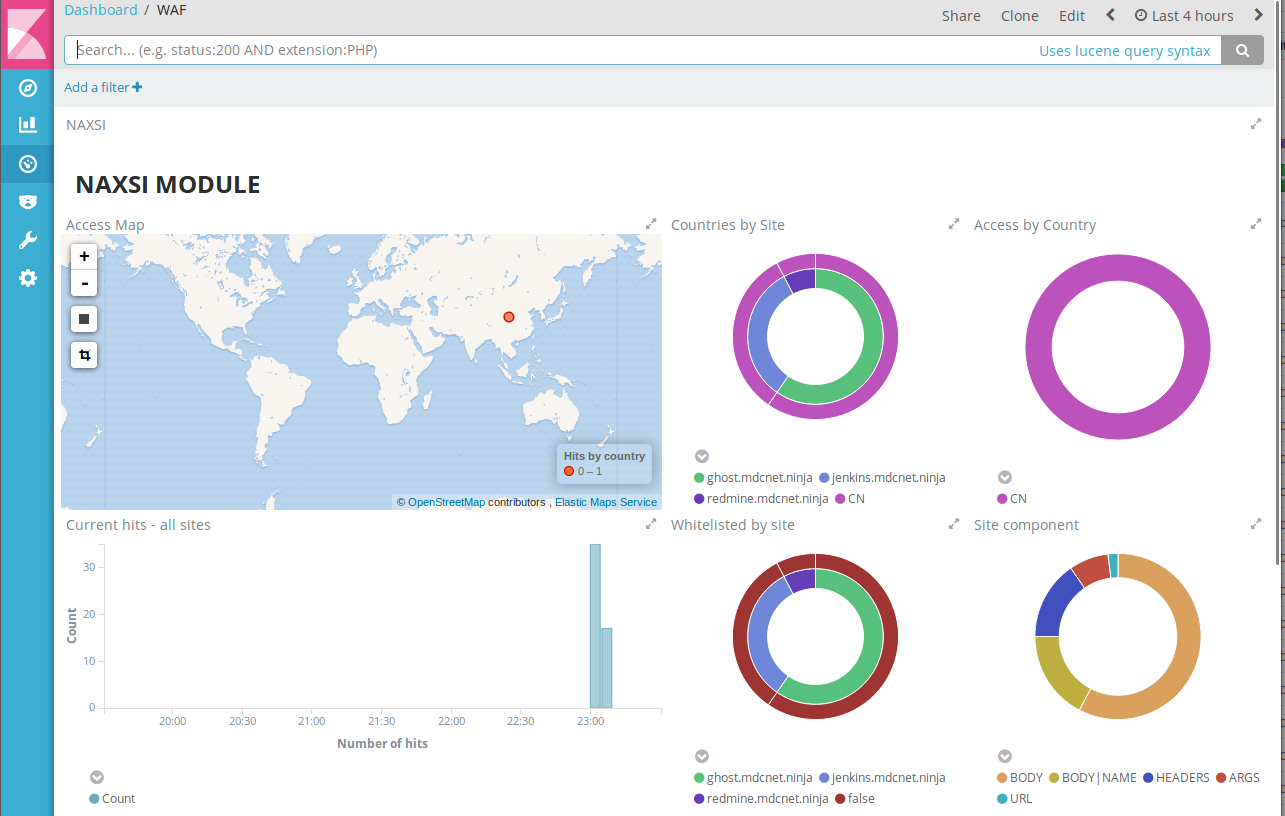 Dashboard / WAF
Share Clone Edit Last 4 hours
Search... (e.g. status:200 AND extension:PHP) Uses lucene query syntax
Add a filter +
NAXSI
NAXSI MODULE
Access Map
+
-
Hits by country
0 – 1
© OpenStreetMap contributors , Elastic Maps Service
Countries by Site
ghost.mdcnet.ninja jenkins.mdcnet.ninja
redmine.mdcnet.ninja CN
Access by Country
CN
Current hits - all sites
Count
30
20
10
0
20:00 20:30 21:00 21:30 22:00 22:30 23:00
Number of hits
Count
Whitelisted by site
ghost.mdcnet.ninja jenkins.mdcnet.ninja
redmine.mdcnet.ninja false
Site component
BODY BODY|NAME HEADERS ARGS
URL